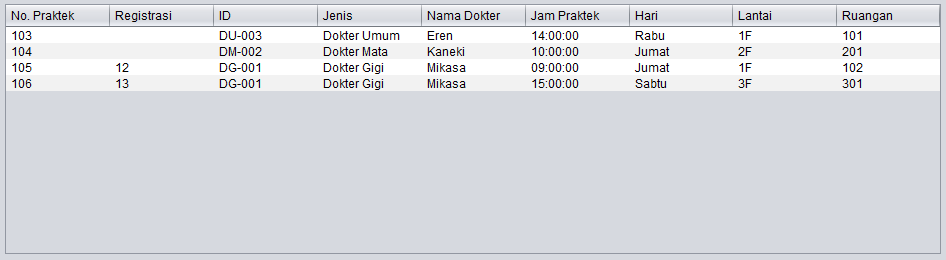 No. Praktek Registrasi ID Jenis Nama Dokter Jam Praktek Hari Lantai Ruangan
103 DU-003 Dokter Umum Eren 14:00:00 Rabu 1F 101
104 DM-002 Dokter Mata Kaneki 10:00:00 Jumat 2F 201
105 12 DG-001 Dokter Gigi Mikasa 09:00:00 Jumat 1F 102
106 13 DG-001 Dokter Gigi Mikasa 15:00:00 Sabtu 3F 301